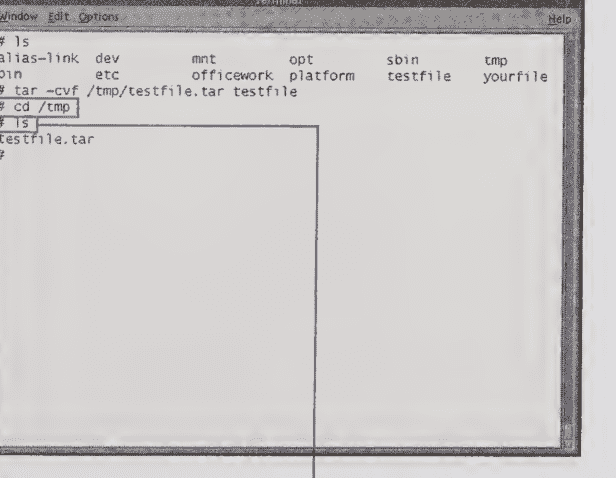 Terminal
Window Edit Options Help
# ls
alias-link dev mnt opt sbin tmp
bin etc officework platform testfile yourfile
# tar -cvf /tmp/testfile.tar testfile
# cd /tmp
# ls
testfile.tar
#